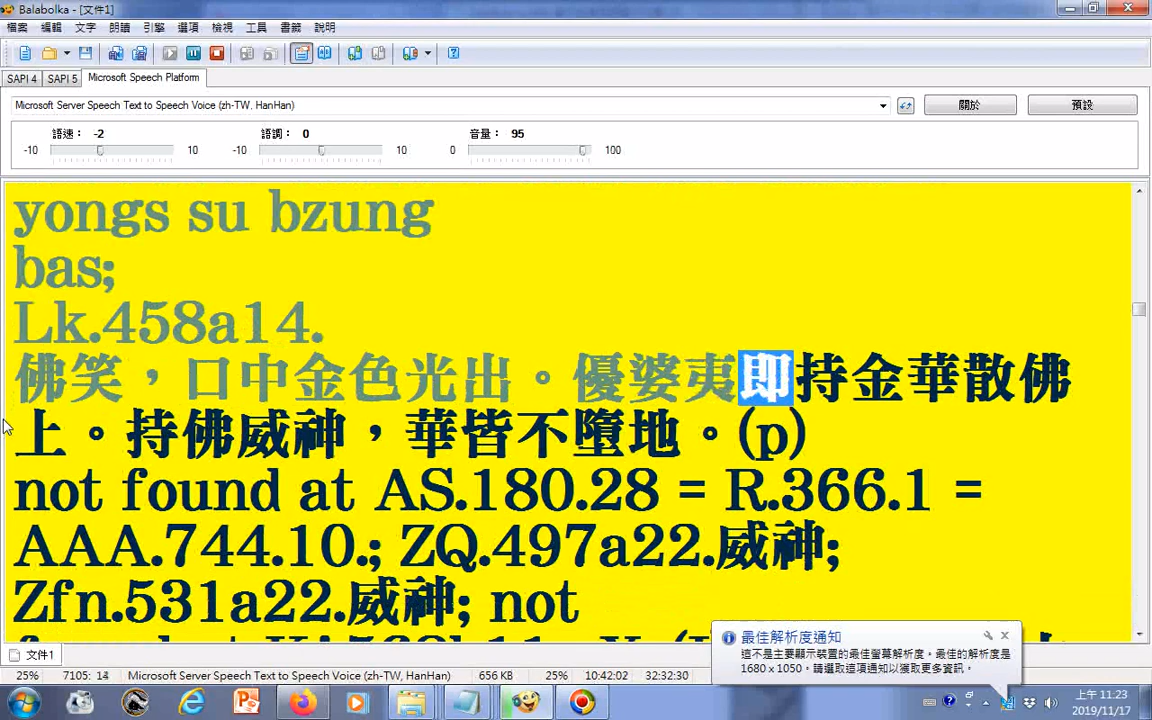 Balabolka - [文件1]
檔案 編輯 文字 朗讀 引擎 選項 檢視 工具 書籤 說明
SAPI 4 SAPI 5 Microsoft Speech Platform
Microsoft Server Speech Text to Speech Voice (zh-TW, HanHan)
關於 預設
語速： -2 語調： 0 音量： 95
-10 10 -10 10 0 100
yongs su bzung
bas;
Lk.458a14.
佛笑，口中金色光出。優婆夷即持金華散佛
上。持佛威神，華皆不墮地。(p)
not found at AS.180.28 = R.366.1 =
AAA.744.10.; ZQ.497a22.威神;
Zfn.531a22.威神; not
最佳解析度通知
這不是主要顯示裝置的最佳螢幕解析度。最佳的解析度是
1680 x 1050。請選取這項通知以獲取更多資訊。
文件1
25% 7105: 14 Microsoft Server Speech Text to Speech Voice (zh-TW, HanHan) 656 KB 25% 10:42:02 32:32:30
上午 11:23
2019/11/17